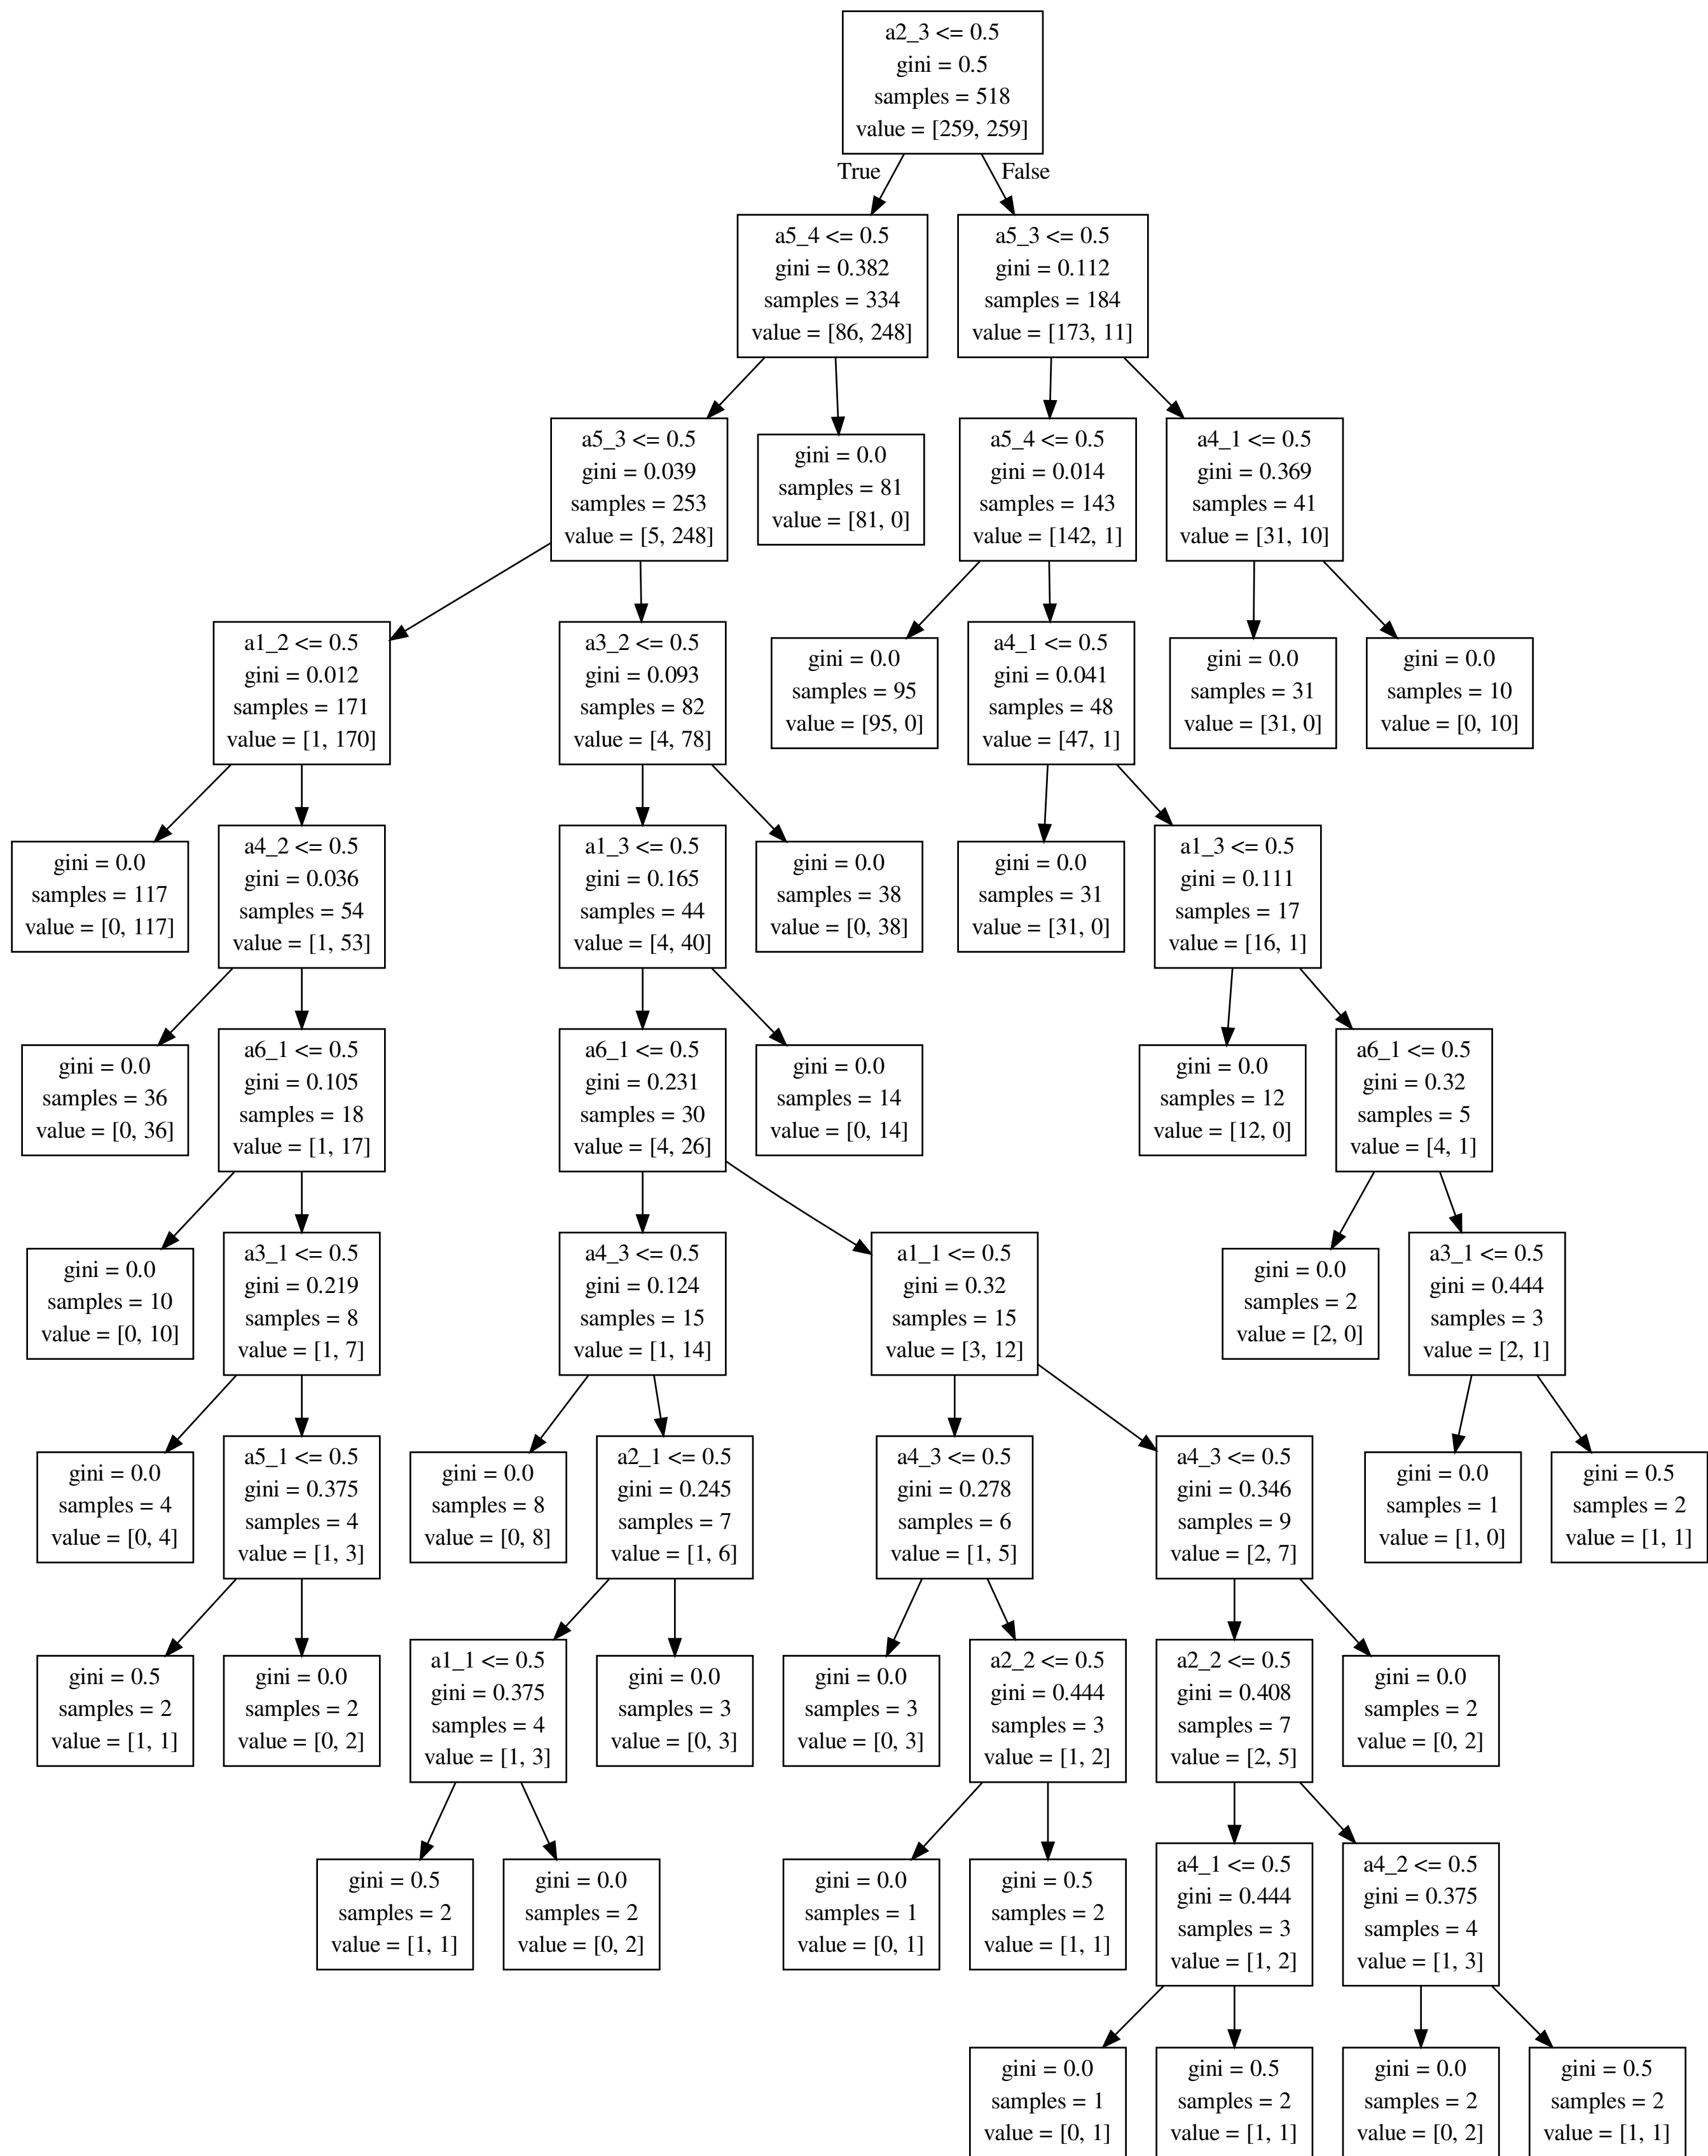 a2_3 <= 0.5
gini = 0.5
samples = 518
value = [259, 259]
True
False
a5_4 <= 0.5
gini = 0.382
samples = 334
value = [86, 248]
a5_3 <= 0.5
gini = 0.112
samples = 184
value = [173, 11]
a5_3 <= 0.5
gini = 0.039
samples = 253
value = [5, 248]
gini = 0.0
samples = 81
value = [81, 0]
a5_4 <= 0.5
gini = 0.014
samples = 143
value = [142, 1]
a4_1 <= 0.5
gini = 0.369
samples = 41
value = [31, 10]
a1_2 <= 0.5
gini = 0.012
samples = 171
value = [1, 170]
a3_2 <= 0.5
gini = 0.093
samples = 82
value = [4, 78]
gini = 0.0
samples = 95
value = [95, 0]
a4_1 <= 0.5
gini = 0.041
samples = 48
value = [47, 1]
gini = 0.0
samples = 31
value = [31, 0]
gini = 0.0
samples = 10
value = [0, 10]
gini = 0.0
samples = 117
value = [0, 117]
a4_2 <= 0.5
gini = 0.036
samples = 54
value = [1, 53]
a1_3 <= 0.5
gini = 0.165
samples = 44
value = [4, 40]
gini = 0.0
samples = 38
value = [0, 38]
gini = 0.0
samples = 31
value = [31, 0]
a1_3 <= 0.5
gini = 0.111
samples = 17
value = [16, 1]
gini = 0.0
samples = 36
value = [0, 36]
a6_1 <= 0.5
gini = 0.105
samples = 18
value = [1, 17]
a6_1 <= 0.5
gini = 0.231
samples = 30
value = [4, 26]
gini = 0.0
samples = 14
value = [0, 14]
gini = 0.0
samples = 12
value = [12, 0]
a6_1 <= 0.5
gini = 0.32
samples = 5
value = [4, 1]
gini = 0.0
samples = 10
value = [0, 10]
a3_1 <= 0.5
gini = 0.219
samples = 8
value = [1, 7]
a4_3 <= 0.5
gini = 0.124
samples = 15
value = [1, 14]
a1_1 <= 0.5
gini = 0.32
samples = 15
value = [3, 12]
gini = 0.0
samples = 2
value = [2, 0]
a3_1 <= 0.5
gini = 0.444
samples = 3
value = [2, 1]
gini = 0.0
samples = 4
value = [0, 4]
a5_1 <= 0.5
gini = 0.375
samples = 4
value = [1, 3]
gini = 0.0
samples = 8
value = [0, 8]
a2_1 <= 0.5
gini = 0.245
samples = 7
value = [1, 6]
a4_3 <= 0.5
gini = 0.278
samples = 6
value = [1, 5]
a4_3 <= 0.5
gini = 0.346
samples = 9
value = [2, 7]
gini = 0.0
samples = 1
value = [1, 0]
gini = 0.5
samples = 2
value = [1, 1]
gini = 0.5
samples = 2
value = [1, 1]
gini = 0.0
samples = 2
value = [0, 2]
a1_1 <= 0.5
gini = 0.375
samples = 4
value = [1, 3]
gini = 0.0
samples = 3
value = [0, 3]
gini = 0.0
samples = 3
value = [0, 3]
a2_2 <= 0.5
gini = 0.444
samples = 3
value = [1, 2]
a2_2 <= 0.5
gini = 0.408
samples = 7
value = [2, 5]
gini = 0.0
samples = 2
value = [0, 2]
gini = 0.5
samples = 2
value = [1, 1]
gini = 0.0
samples = 2
value = [0, 2]
gini = 0.0
samples = 1
value = [0, 1]
gini = 0.5
samples = 2
value = [1, 1]
a4_1 <= 0.5
gini = 0.444
samples = 3
value = [1, 2]
a4_2 <= 0.5
gini = 0.375
samples = 4
value = [1, 3]
gini = 0.0
samples = 1
value = [0, 1]
gini = 0.5
samples = 2
value = [1, 1]
gini = 0.0
samples = 2
value = [0, 2]
gini = 0.5
samples = 2
value = [1, 1]